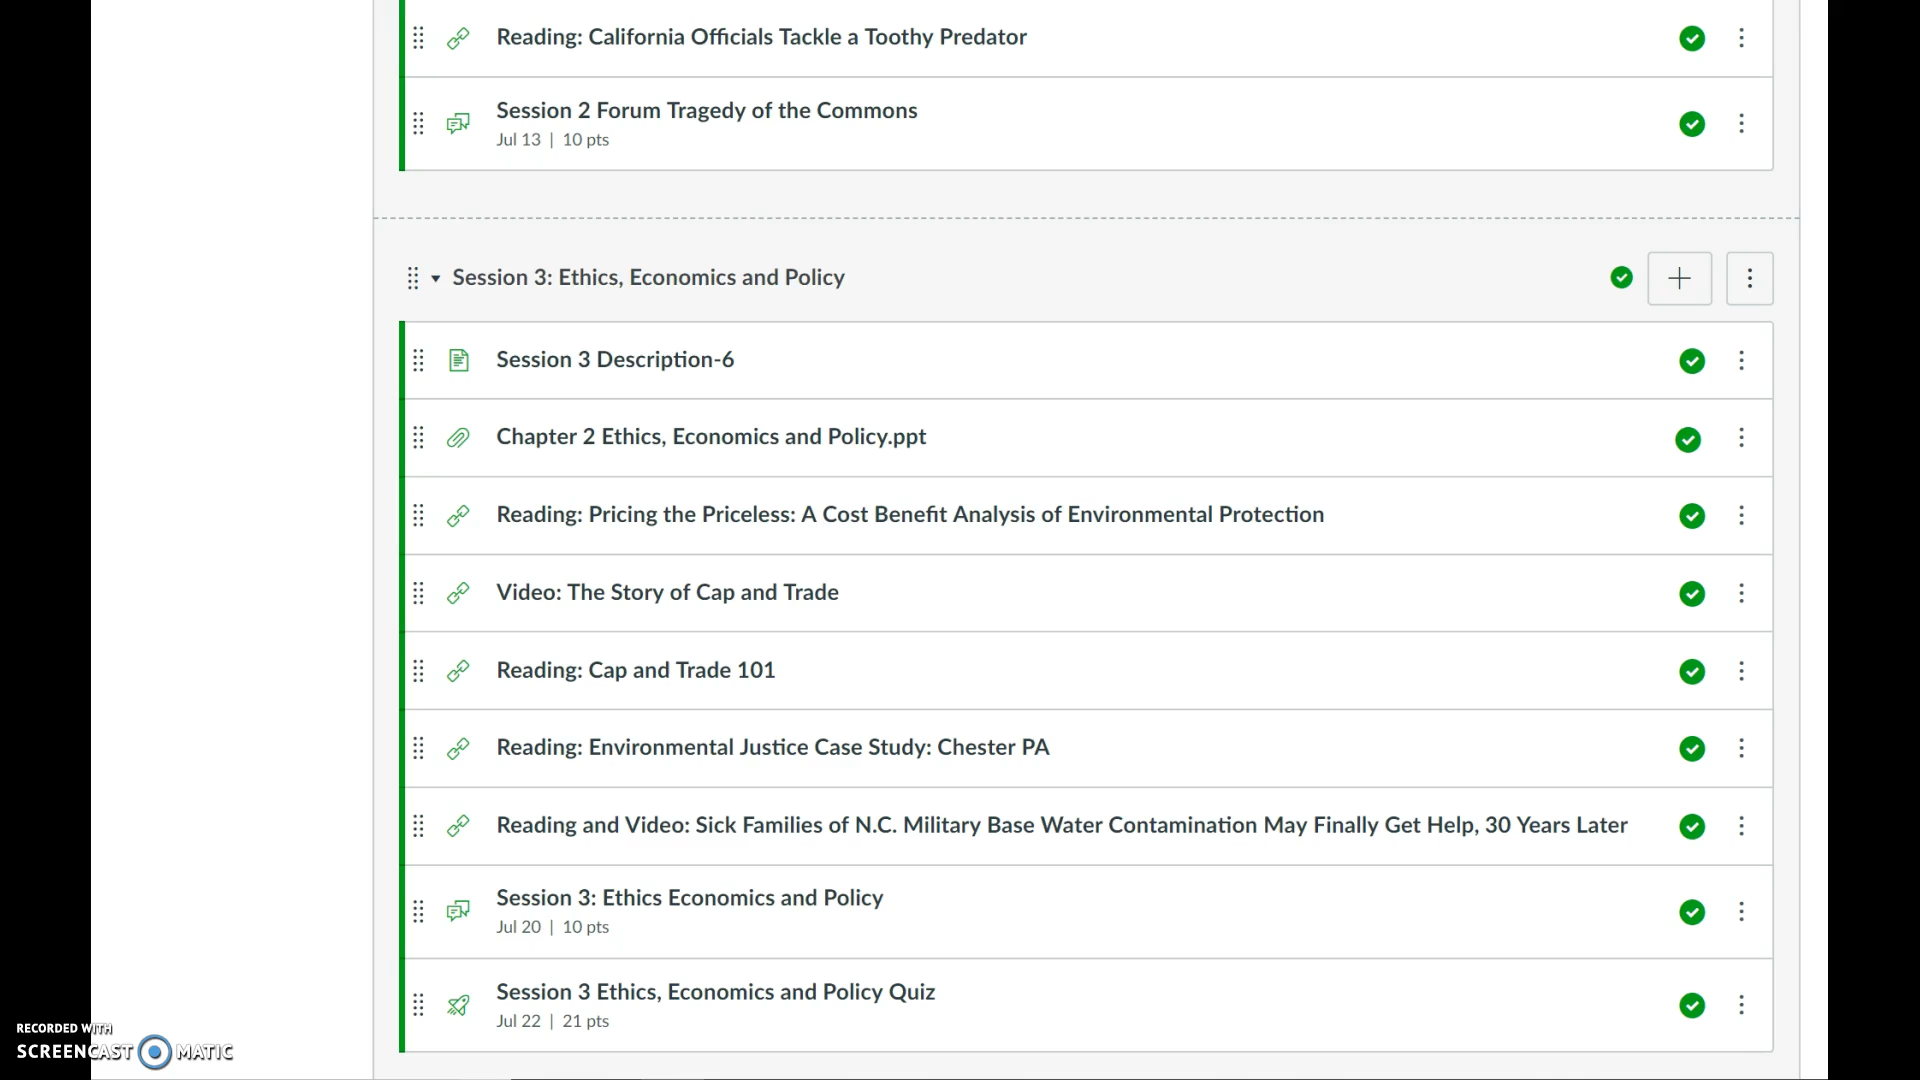 Reading: California Officials Tackle a Toothy Predator
Session 2 Forum Tragedy of the Commons
Jul 13 | 10 pts
Session 3: Ethics, Economics and Policy
Session 3 Description-6
Chapter 2 Ethics, Economics and Policy.ppt
Reading: Pricing the Priceless: A Cost Benefit Analysis of Environmental Protection
Video: The Story of Cap and Trade
Reading: Cap and Trade 101
Reading: Environmental Justice Case Study: Chester PA
Reading and Video: Sick Families of N.C. Military Base Water Contamination May Finally Get Help, 30 Years Later
Session 3: Ethics Economics and Policy
Jul 20 | 10 pts
Session 3 Ethics, Economics and Policy Quiz
Jul 22 | 21 pts
RECORDED WITH
SCREENCAST MATIC